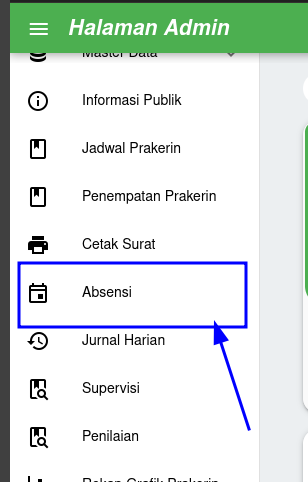 Halaman Admin
Master Data
Informasi Publik
Jadwal Prakerin
Penempatan Prakerin
Cetak Surat
Absensi
Jurnal Harian
Supervisi
Penilaian
Rekap Grafik Prakerin